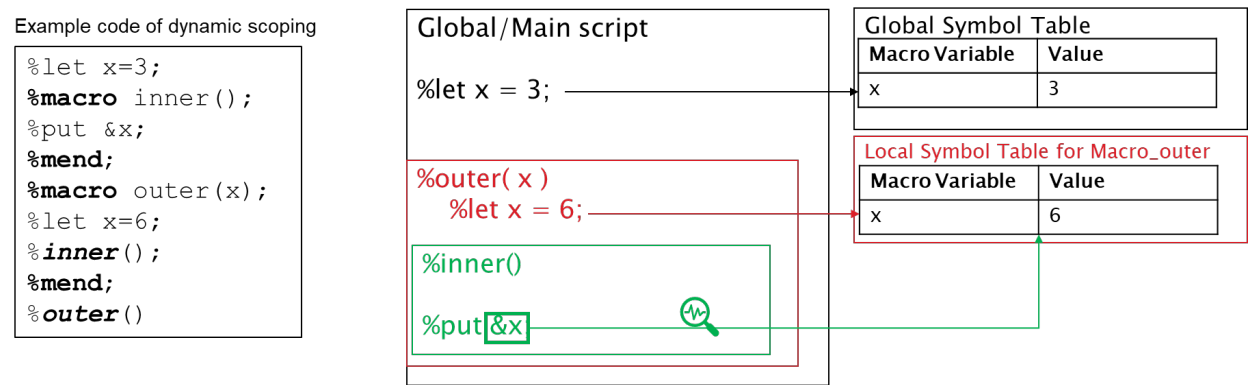 Example code of dynamic scoping
%let x=3;
%macro inner();
%put &x;
%mend;
%macro outer(x);
%let x=6;
%inner();
%mend;
%outer()
Global/Main script
%let x = 3;
%outer( x )
%let x = 6;
%inner()
%put &x
Global Symbol Table
Macro Variable Value
x 3
Local Symbol Table for Macro_outer
Macro Variable Value
x 6